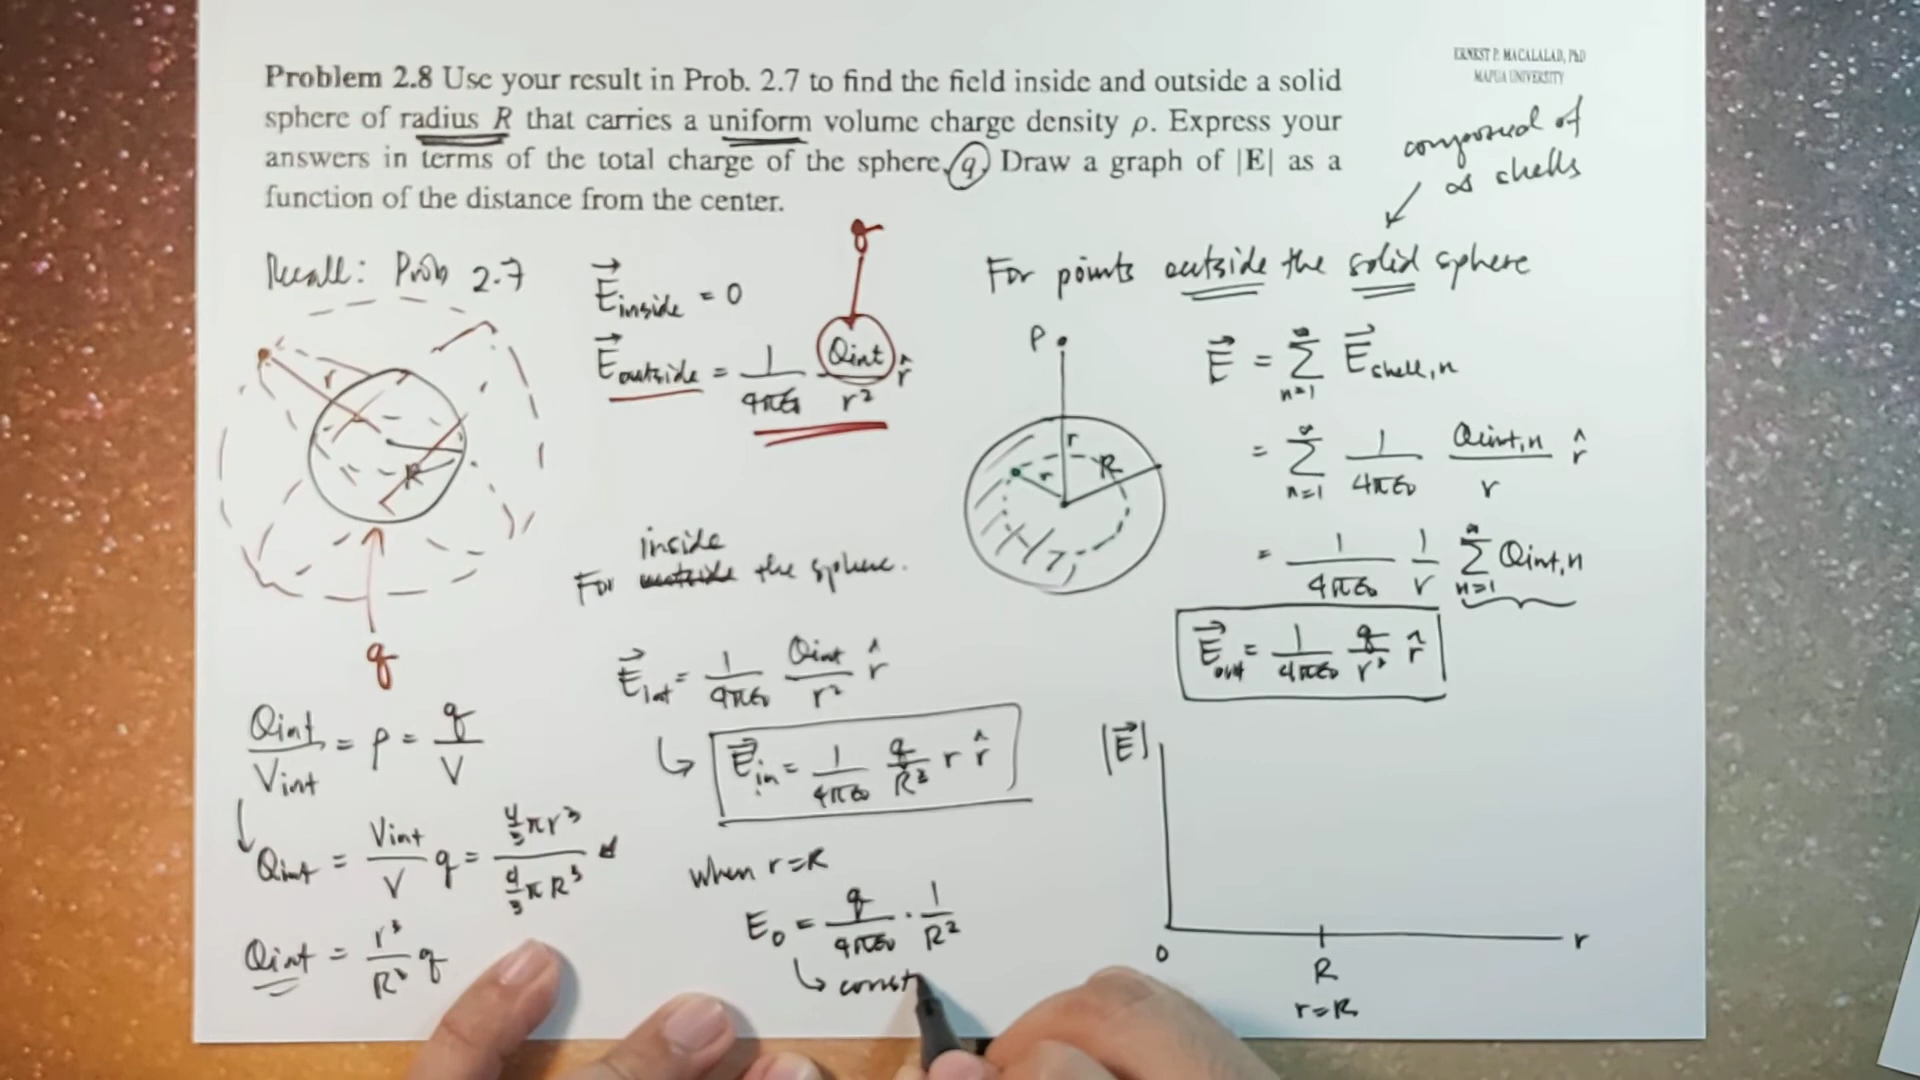 ERNEST P. MACALALAD, PhD
MAPUA UNIVERSITY
Problem 2.8 Use your result in Prob. 2.7 to find the field inside and outside a solid
sphere of radius R that carries a uniform volume charge density ρ. Express your
answers in terms of the total charge of the sphere, q. Draw a graph of |E| as a
function of the distance from the center.
composed of
∞ shells
Recall: Prob 2.7
E⃗inside = 0
E⃗outside = 1/4πε₀ Qint/r² r̂
q
r
R
q
For points outside the solid sphere
P
r
r
R
E⃗ = ∞Σn=1 E⃗shell,n
= ∞Σn=1 1/4πε₀ Qint,n/r r̂
= 1/4πε₀ 1/r ∞Σn=1 Qint,n
E⃗out = 1/4πε₀ q/r² r̂
For outside inside the sphere.
E⃗int = 1/4πε₀ Qint/r² r̂
E⃗in = 1/4πε₀ q/R³ r r̂
when r=R
E₀ = q/4πε₀ · 1/R²
const
Qint/Vint = ρ = q/V
Qint = Vint/V q = 4/3πr³ / 4/3πR³
Qint = r³/R³ q
|E⃗|
0
R
r
r=R